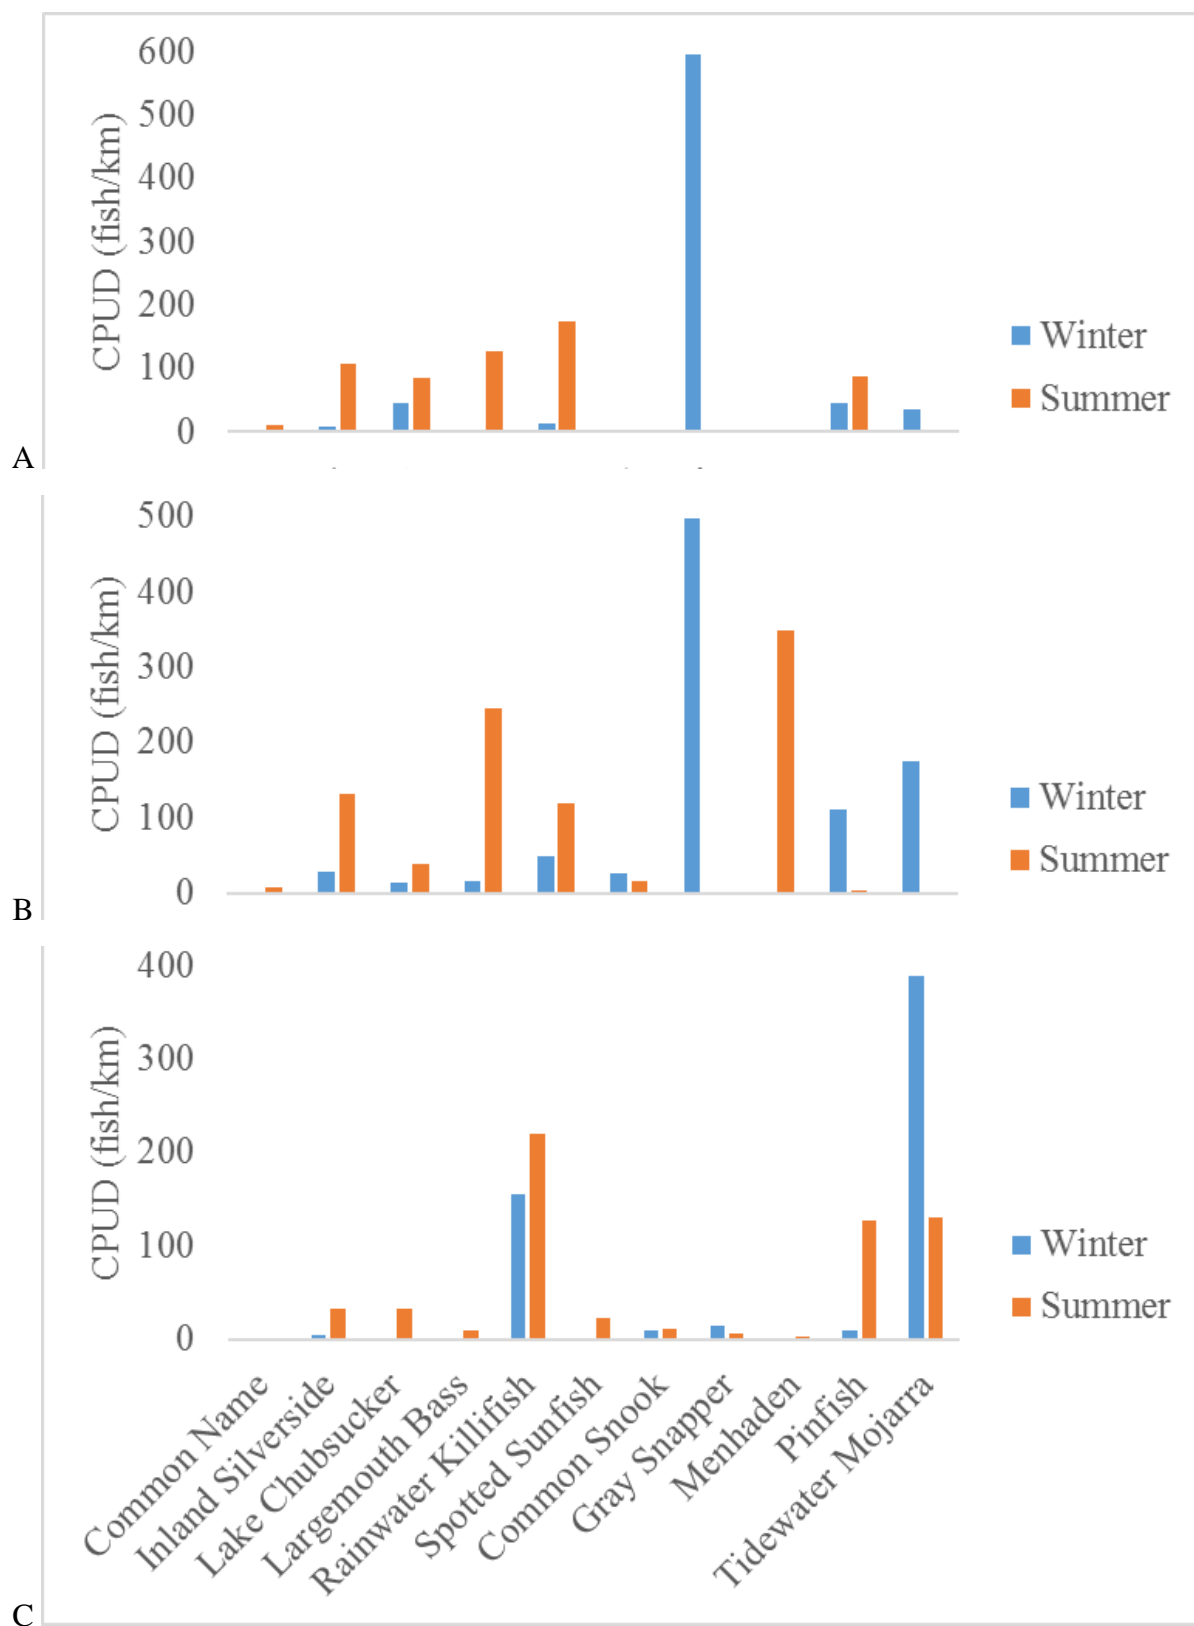 600
500
400
300
200
100
0
CPUD (fish/km)
Winter
Summer
A
500
400
300
200
100
0
CPUD (fish/km)
Winter
Summer
B
400
300
200
100
0
CPUD (fish/km)
Winter
Summer
Common Name
Inland Silverside
Lake Chubsucker
Largemouth Bass
Rainwater Killifish
Spotted Sunfish
Common Snook
Gray Snapper
Menhaden
Pinfish
Tidewater Mojarra
C